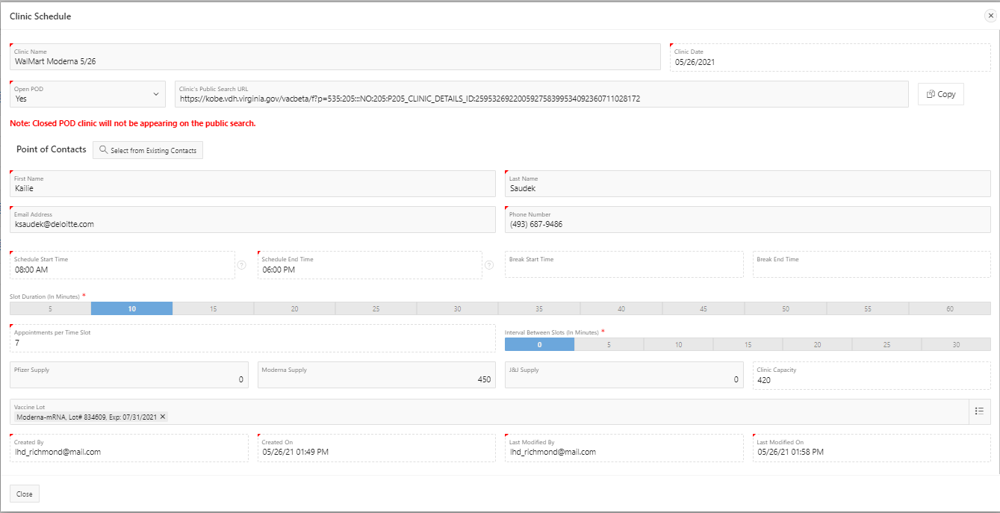 Clinic Schedule
Clinic Name
WalMart Moderna 5/26
Clinic Date
05/26/2021
Open POD
Yes
Clinic's Public Search URL
https://kobe.vdh.virginia.gov/vacbeta/f?p=535:205:::NO:205:P205_CLINIC_DETAILS_ID:259532692200592758399534092360711028172
Copy
Note: Closed POD clinic will not be appearing on the public search.
Point of Contacts
Select from Existing Contacts
First Name
Kailie
Last Name
Saudek
Email Address
ksaudek@deloitte.com
Phone Number
(493) 687-9486
Schedule Start Time
08:00 AM
?
Schedule End Time
06:00 PM
?
Break Start Time
Break End Time
Slot Duration (In Minutes) *
5 10 15 20 25 30 35 40 45 50 55 60
Appointments per Time Slot
7
Interval Between Slots (In Minutes) *
0 5 10 15 20 25 30
Pfizer Supply
0
Moderna Supply
450
J&J Supply
0
Clinic Capacity
420
Vaccine Lot
Moderna-mRNA, Lot# 834609, Exp: 07/31/2021
Created By
lhd_richmond@mail.com
Created On
05/26/21 01:49 PM
Last Modified By
lhd_richmond@mail.com
Last Modified On
05/26/21 01:58 PM
Close